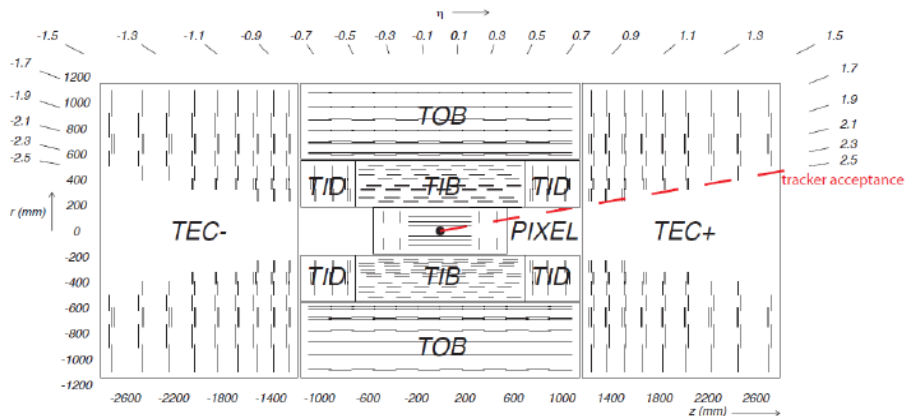 η
-1.5 -1.3 -1.1 -0.9 -0.7 -0.5 -0.3 -0.1 0.1 0.3 0.5 0.7 0.9 1.1 1.3 1.5
-1.7 1200 1.7
-1.9 1000 1.9
-2.1 800 TOB 2.1
-2.3 600 2.3
-2.5 400 TID TIB TID 2.5
tracker acceptance
r (mm) 200
0 TEC- PIXEL TEC+
-200
-400 TID TIB TID
-600
-800 TOB
-1000
-1200
-2600 -2200 -1800 -1400 -1000 -600 -200 200 600 1000 1400 1800 2200 2600
z (mm)